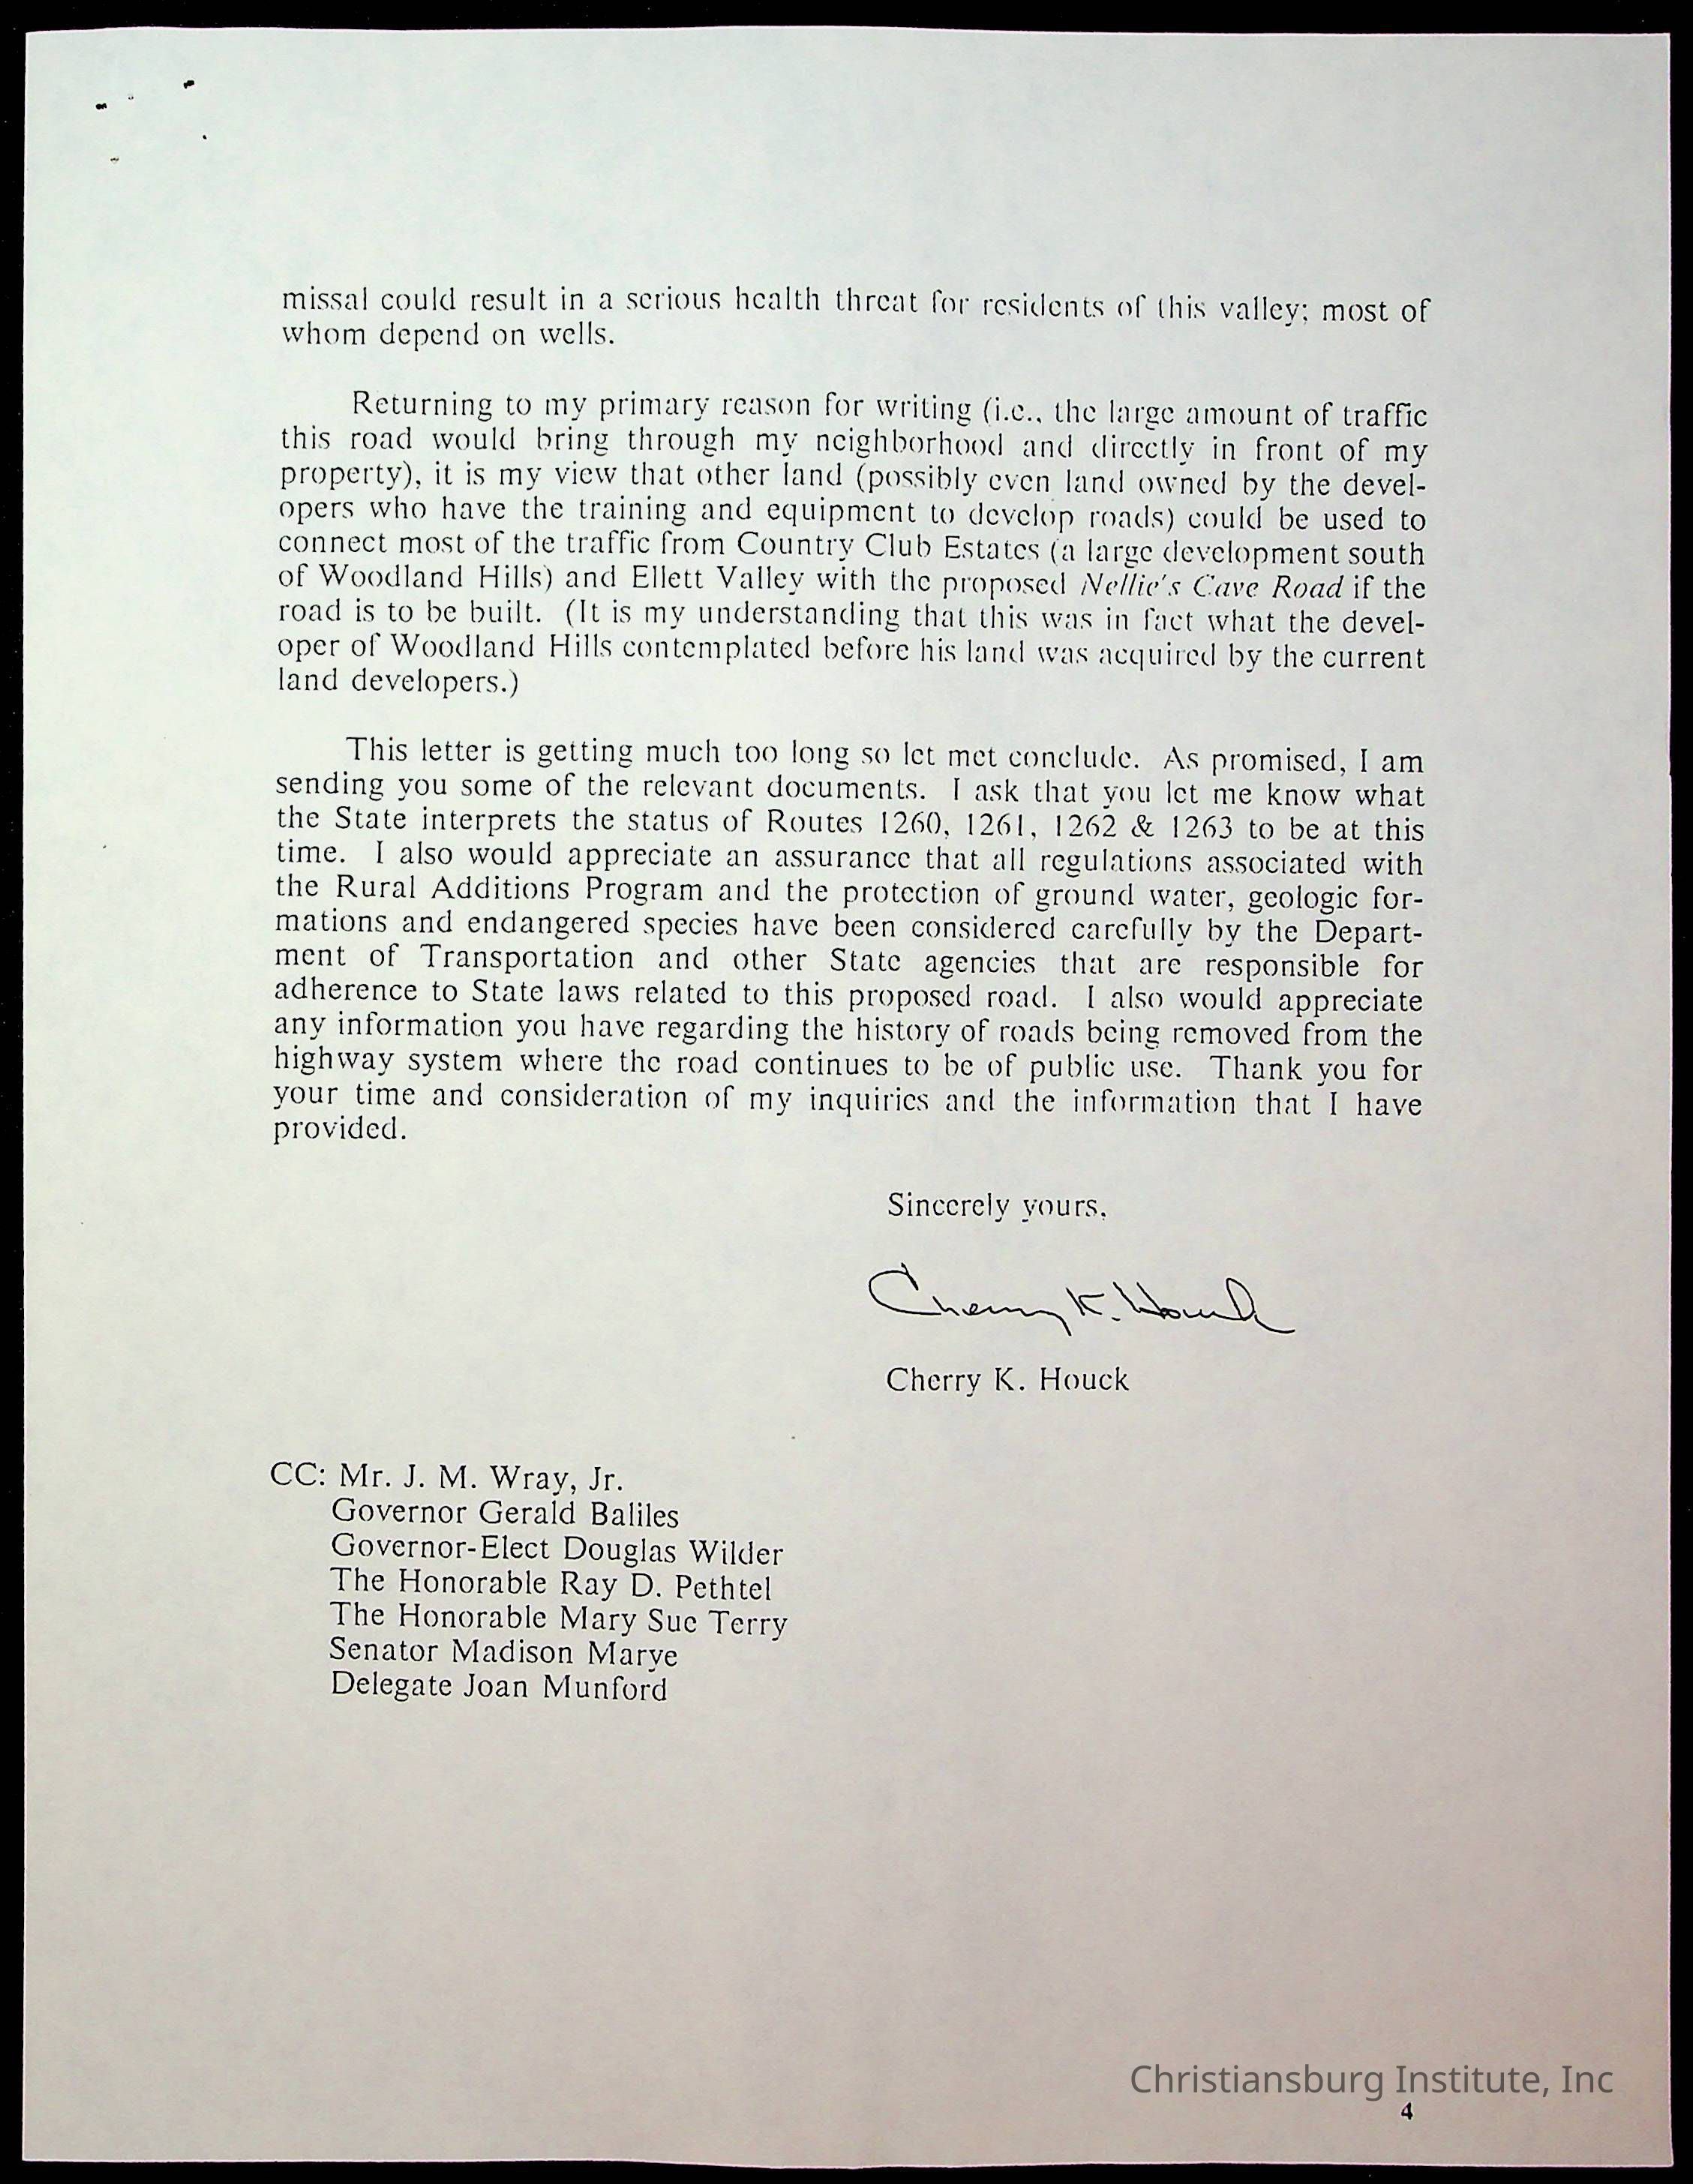 missal could result in a serious health threat for residents of this valley; most of
whom depend on wells.
Returning to my primary reason for writing (i.e., the large amount of traffic
this road would bring through my neighborhood and directly in front of my
property), it is my view that other land (possibly even land owned by the devel-
opers who have the training and equipment to develop roads) could be used to
connect most of the traffic from Country Club Estates (a large development south
of Woodland Hills) and Ellett Valley with the proposed Nellie's Cave Road if the
road is to be built. (It is my understanding that this was in fact what the devel-
oper of Woodland Hills contemplated before his land was acquired by the current
land developers.)
This letter is getting much too long so let met conclude. As promised, I am
sending you some of the relevant documents. I ask that you let me know what
the State interprets the status of Routes 1260, 1261, 1262 & 1263 to be at this
time. I also would appreciate an assurance that all regulations associated with
the Rural Additions Program and the protection of ground water, geologic for-
mations and endangered species have been considered carefully by the Depart-
ment of Transportation and other State agencies that are responsible for
adherence to State laws related to this proposed road. I also would appreciate
any information you have regarding the history of roads being removed from the
highway system where the road continues to be of public use. Thank you for
your time and consideration of my inquiries and the information that I have
provided.
Sincerely yours,
Cherry K. Houck
Cherry K. Houck
CC: Mr. J. M. Wray, Jr.
Governor Gerald Baliles
Governor-Elect Douglas Wilder
The Honorable Ray D. Pethtel
The Honorable Mary Sue Terry
Senator Madison Marye
Delegate Joan Munford
Christiansburg Institute, Inc
4